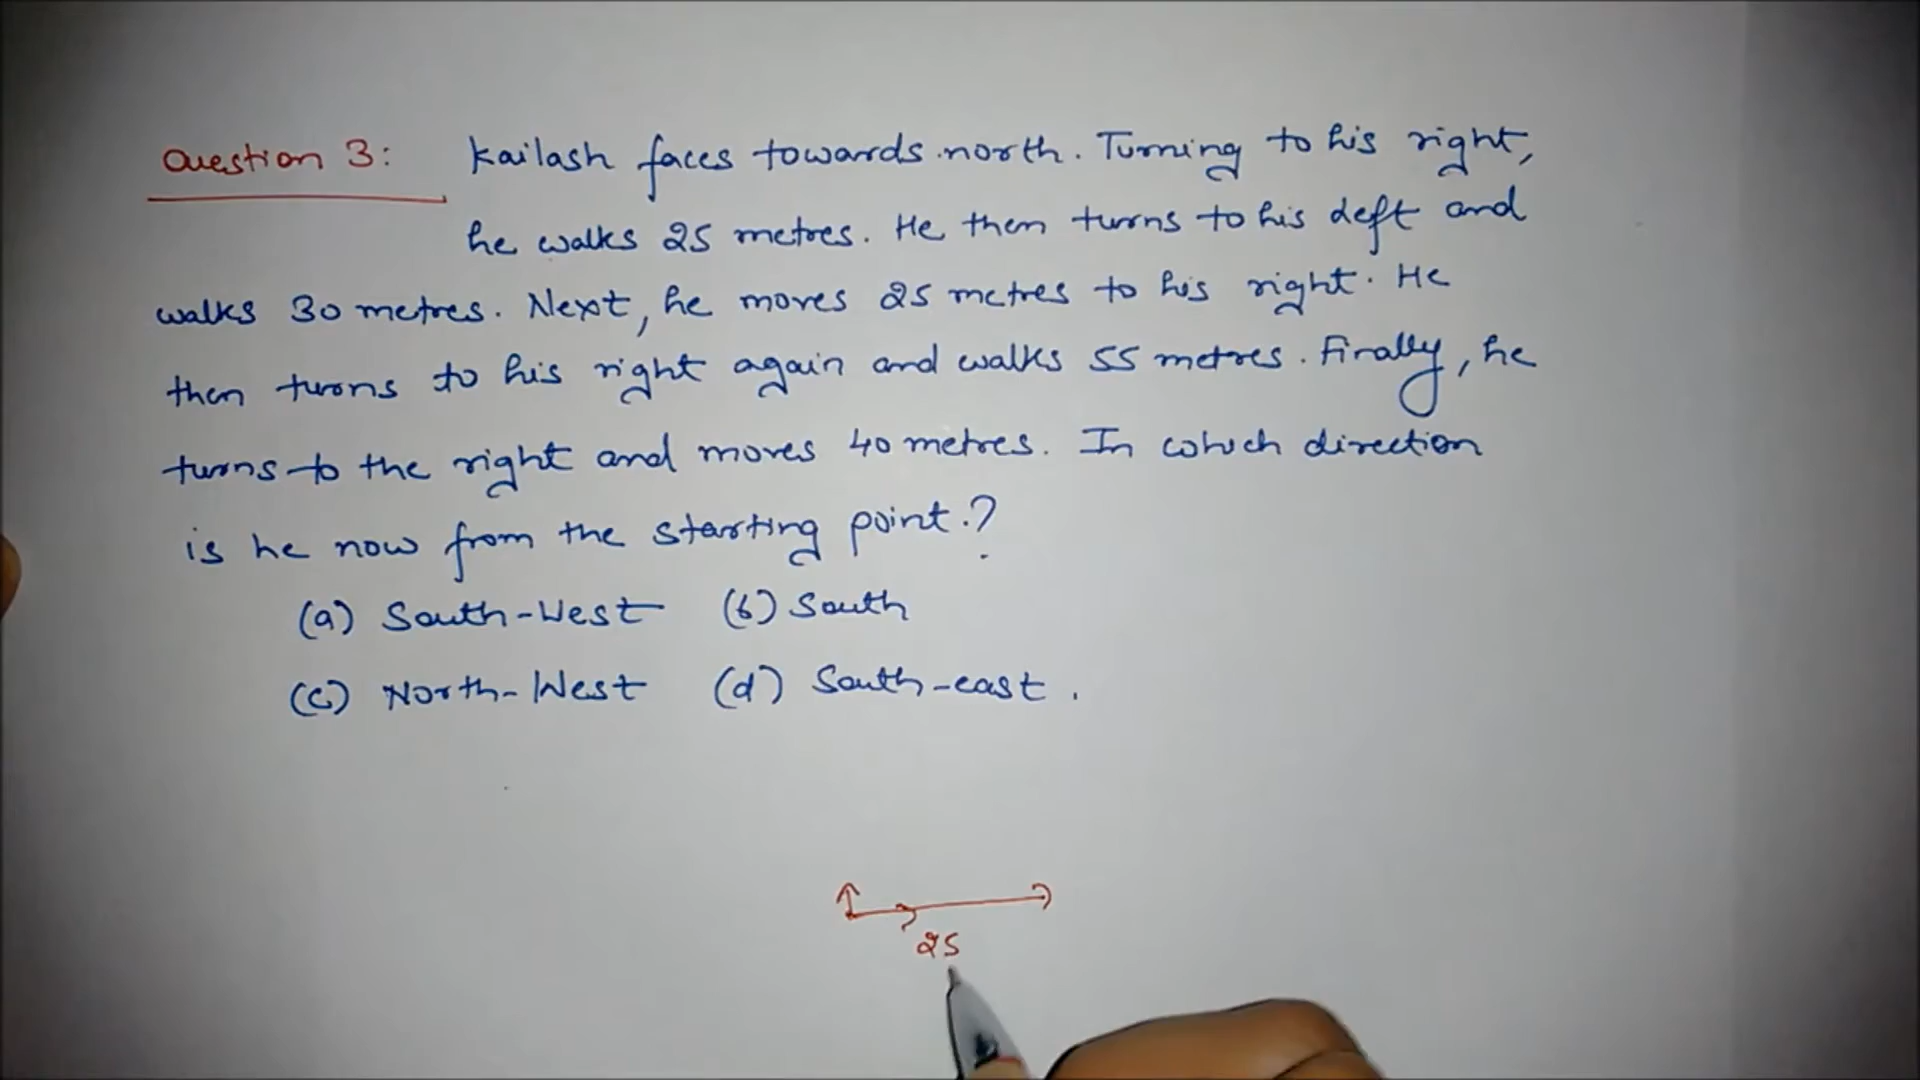 Question 3: Kailash faces towards north. Turning to his right,
he walks 25 metres. He then turns to his left and
walks 30 metres. Next, he moves 25 metres to his right. He
then turns to his right again and walks 55 metres. Finally, he
turns to the right and moves 40 metres. In which direction
is he now from the starting point.?
(a) South-West (b) South
(c) North-West (d) South-east.
25